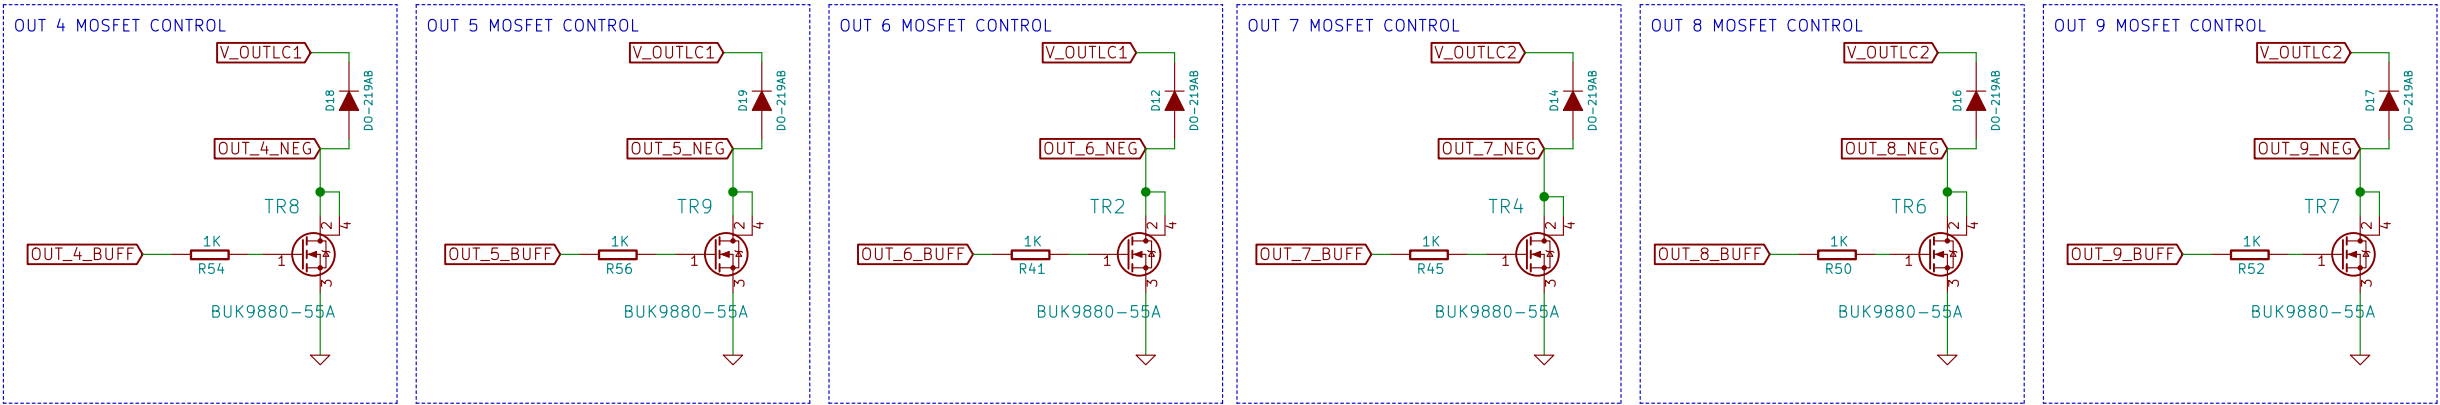 OUT 4 MOSFET CONTROL
V_OUTLC1
D18
DO-219AB
OUT_4_NEG
TR8
2
4
OUT_4_BUFF
1K
R54
1
3
BUK9880-55A
OUT 5 MOSFET CONTROL
V_OUTLC1
D19
DO-219AB
OUT_5_NEG
TR9
2
4
OUT_5_BUFF
1K
R56
1
3
BUK9880-55A
OUT 6 MOSFET CONTROL
V_OUTLC1
D12
DO-219AB
OUT_6_NEG
TR2
2
4
OUT_6_BUFF
1K
R41
1
3
BUK9880-55A
OUT 7 MOSFET CONTROL
V_OUTLC2
D14
DO-219AB
OUT_7_NEG
TR4
2
4
OUT_7_BUFF
1K
R45
1
3
BUK9880-55A
OUT 8 MOSFET CONTROL
V_OUTLC2
D16
DO-219AB
OUT_8_NEG
TR6
2
4
OUT_8_BUFF
1K
R50
1
3
BUK9880-55A
OUT 9 MOSFET CONTROL
V_OUTLC2
D17
DO-219AB
OUT_9_NEG
TR7
2
4
OUT_9_BUFF
1K
R52
1
3
BUK9880-55A